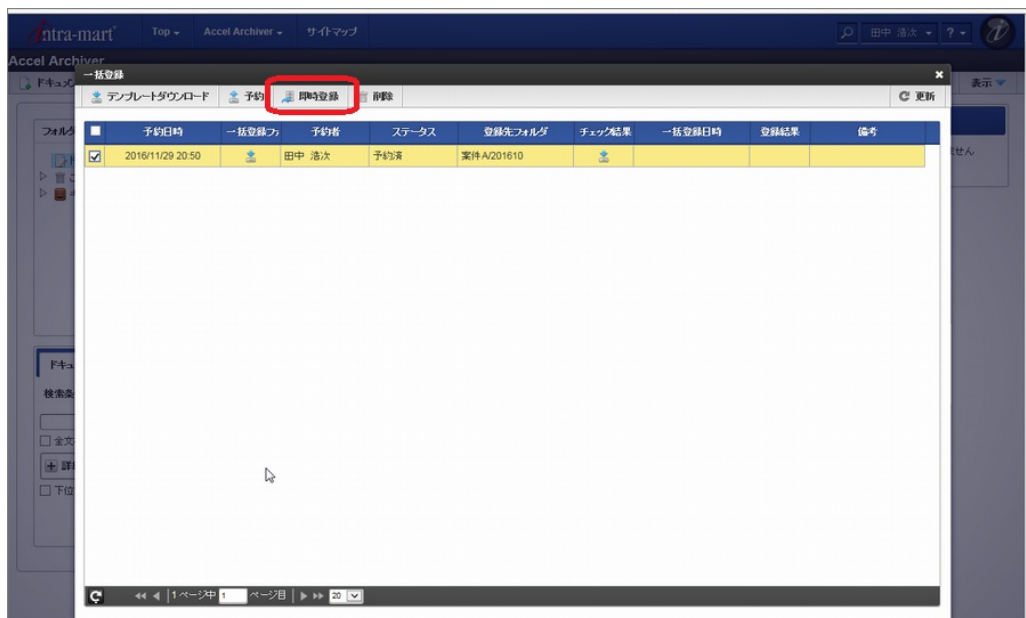 intra-mart Top Accel Archiver サイトマップ 田中 浩次 ?
Accel Archiver
一括登録
表示
テンプレートダウンロード 予約 即時登録 削除 更新
予約日時 一括登録フ 予約者 ステータス 登録先フォルダ チェック結果 一括登録日時 登録結果 備考
2016/11/29 20:50 田中 浩次 予約済 案件A/201610
フォル
せん
ドキュ
検索条
全文
詳
下位
1 ページ中 1 ページ目 20